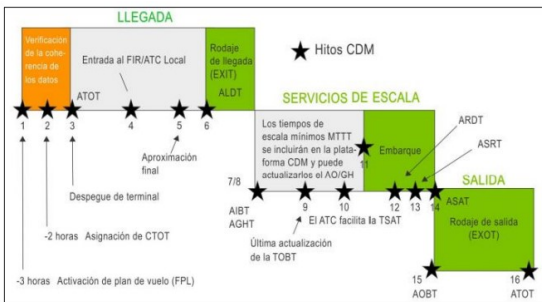 LLEGADA
Verificación
de la cohe-
rencia de
los datos
ATOT
Entrada al FIR/ATC Local
Rodaje de
llegada
(EXIT)
ALDT
Hitos CDM
1
2
3
4
5
6
Aproximación
final
Despegue de terminal
-2 horas Asignación de CTOT
-3 horas Activación de plan de vuelo (FPL)
SERVICIOS DE ESCALA
Los tiempos de
escala mínimos MTTT
se incluirán en la plata-
forma CDM y puede
actualizarlos el AO/GH
11
Embarque
ARDT
ASRT
7/8
9
10
12
13
14
AIBT
AGHT
El ATC facilita la TSAT
Última actualización
de la TOBT
SALIDA
ASAT
Rodaje de salida
(EXOT)
15
AOBT
16
ATOT